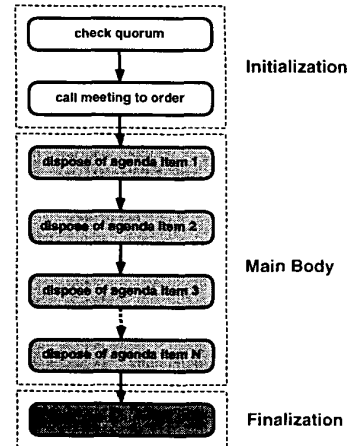 check quorum
Initialization
call meeting to order
dispose of agenda item 1
dispose of agenda item 2
dispose of agenda item 3
Main Body
dispose of agenda item N
Finalization